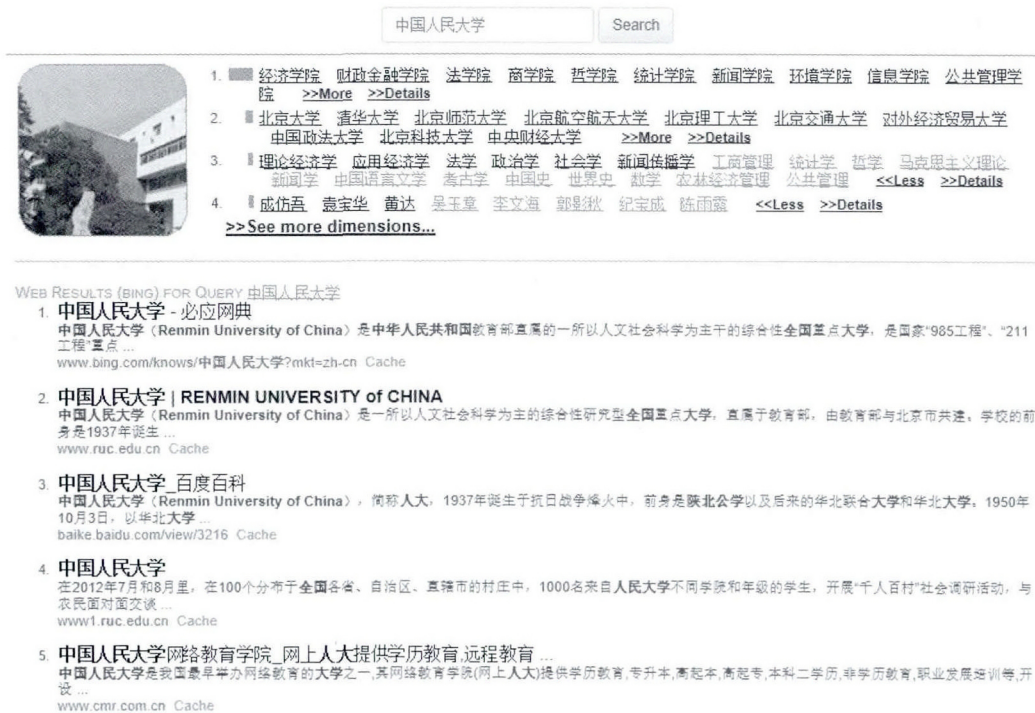 中国人民大学 Search
1. 经济学院 财政金融学院 法学院 商学院 哲学院 统计学院 新闻学院 环境学院 信息学院 公共管理学
院 >>More >>Details
2. 北京大学 清华大学 北京师范大学 北京航空航天大学 北京理工大学 北京交通大学 对外经济贸易大学
中国政法大学 北京科技大学 中央财经大学 >>More >>Details
3. 理论经济学 应用经济学 法学 政治学 社会学 新闻传播学 工商管理 统计学 哲学 马克思主义理论
新闻学 中国语言文学 考古学 中国史 世界史 数学 农林经济管理 公共管理 <<Less >>Details
4. 成仿吾 袁宝华 黄达 吴玉章 李文海 郭影秋 纪宝成 陈雨露 <<Less >>Details
>>See more dimensions...
WEB RESULTS (BING) FOR QUERY 中国人民大学
1. 中国人民大学 - 必应网典
中国人民大学（Renmin University of China）是中华人民共和国教育部直属的一所以人文社会科学为主干的综合性全国重点大学，是国家“985工程”、“211
工程”重点 ...
www.bing.com/knows/中国人民大学?mkt=zh-cn Cache
2. 中国人民大学 | RENMIN UNIVERSITY of CHINA
中国人民大学（Renmin University of China）是一所以人文社会科学为主的综合性研究型全国重点大学，直属于教育部，由教育部与北京市共建。学校的前
身是1937年诞生 ...
www.ruc.edu.cn Cache
3. 中国人民大学_百度百科
中国人民大学（Renmin University of China），简称人大，1937年诞生于抗日战争烽火中，前身是陕北公学以及后来的华北联合大学和华北大学。1950年
10月3日，以华北大学 ...
baike.baidu.com/view/3216 Cache
4. 中国人民大学
在2012年7月和8月里，在100个分布于全国各省、自治区、直辖市的村庄中，1000名来自人民大学不同学院和年级的学生，开展“千人百村”社会调研活动，与
农民面对面交谈 ...
www1.ruc.edu.cn Cache
5. 中国人民大学网络教育学院_网上人大提供学历教育,远程教育 ...
中国人民大学是我国最早举办网络教育的大学之一,其网络教育学院(网上人大)提供学历教育,专升本,高起本,高起专,本科二学历,非学历教育,职业发展培训等,开
设 ...
www.cmr.com.cn Cache